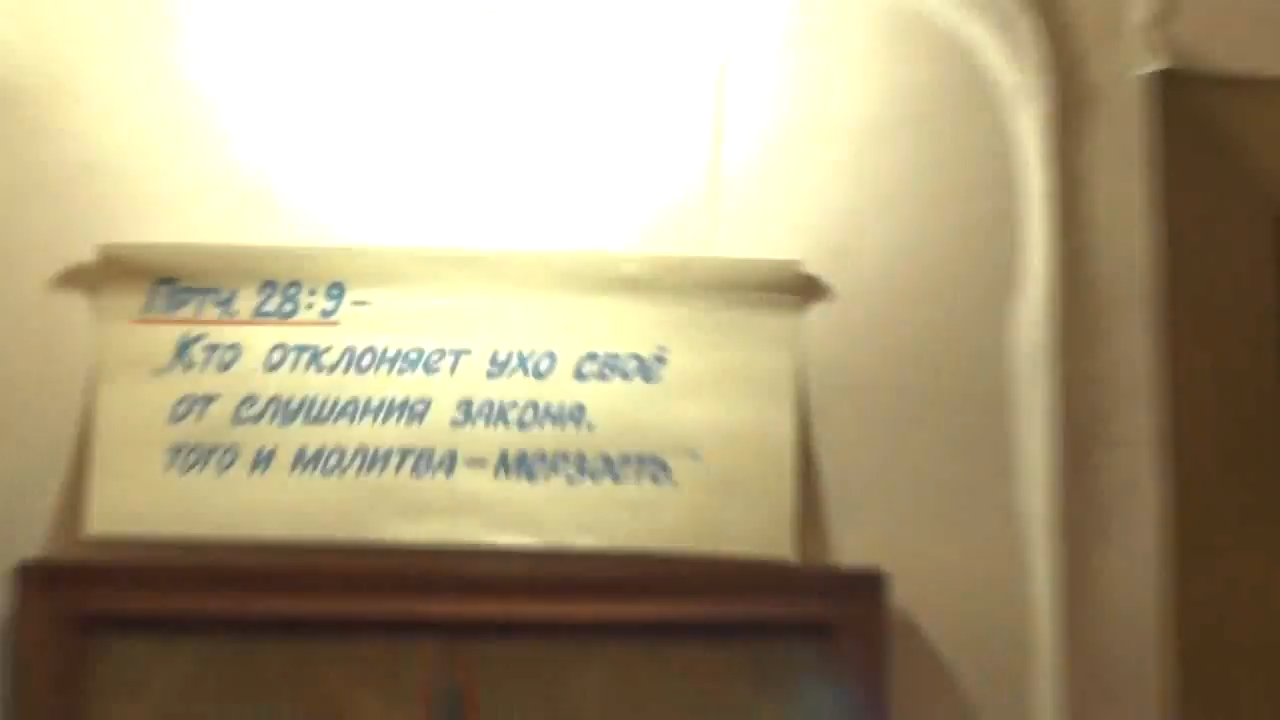 Притч. 28:9-
Кто отклоняет ухо своё
от слушания закона,
того и молитва - мерзость."